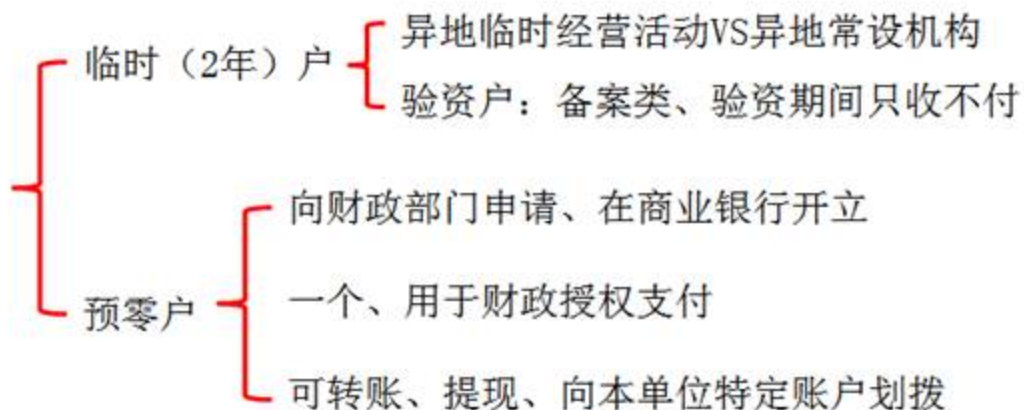 临时（2年）户
异地临时经营活动VS异地常设机构
验资户：备案类、验资期间只收不付
预零户
向财政部门申请、在商业银行开立
一个、用于财政授权支付
可转账、提现、向本单位特定账户划拨